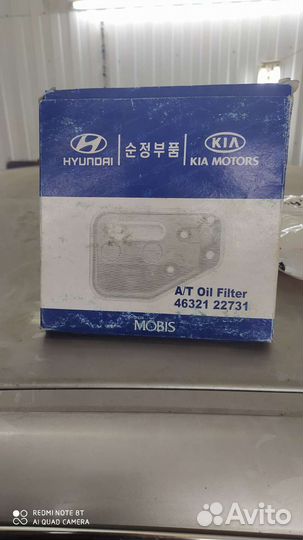 HYUNDAI
순정부품
KIA
KIA MOTORS
A/T Oil Filter
46321 22731
MOBIS
REDMI NOTE 8T
AI QUAD CAMERA
Avito